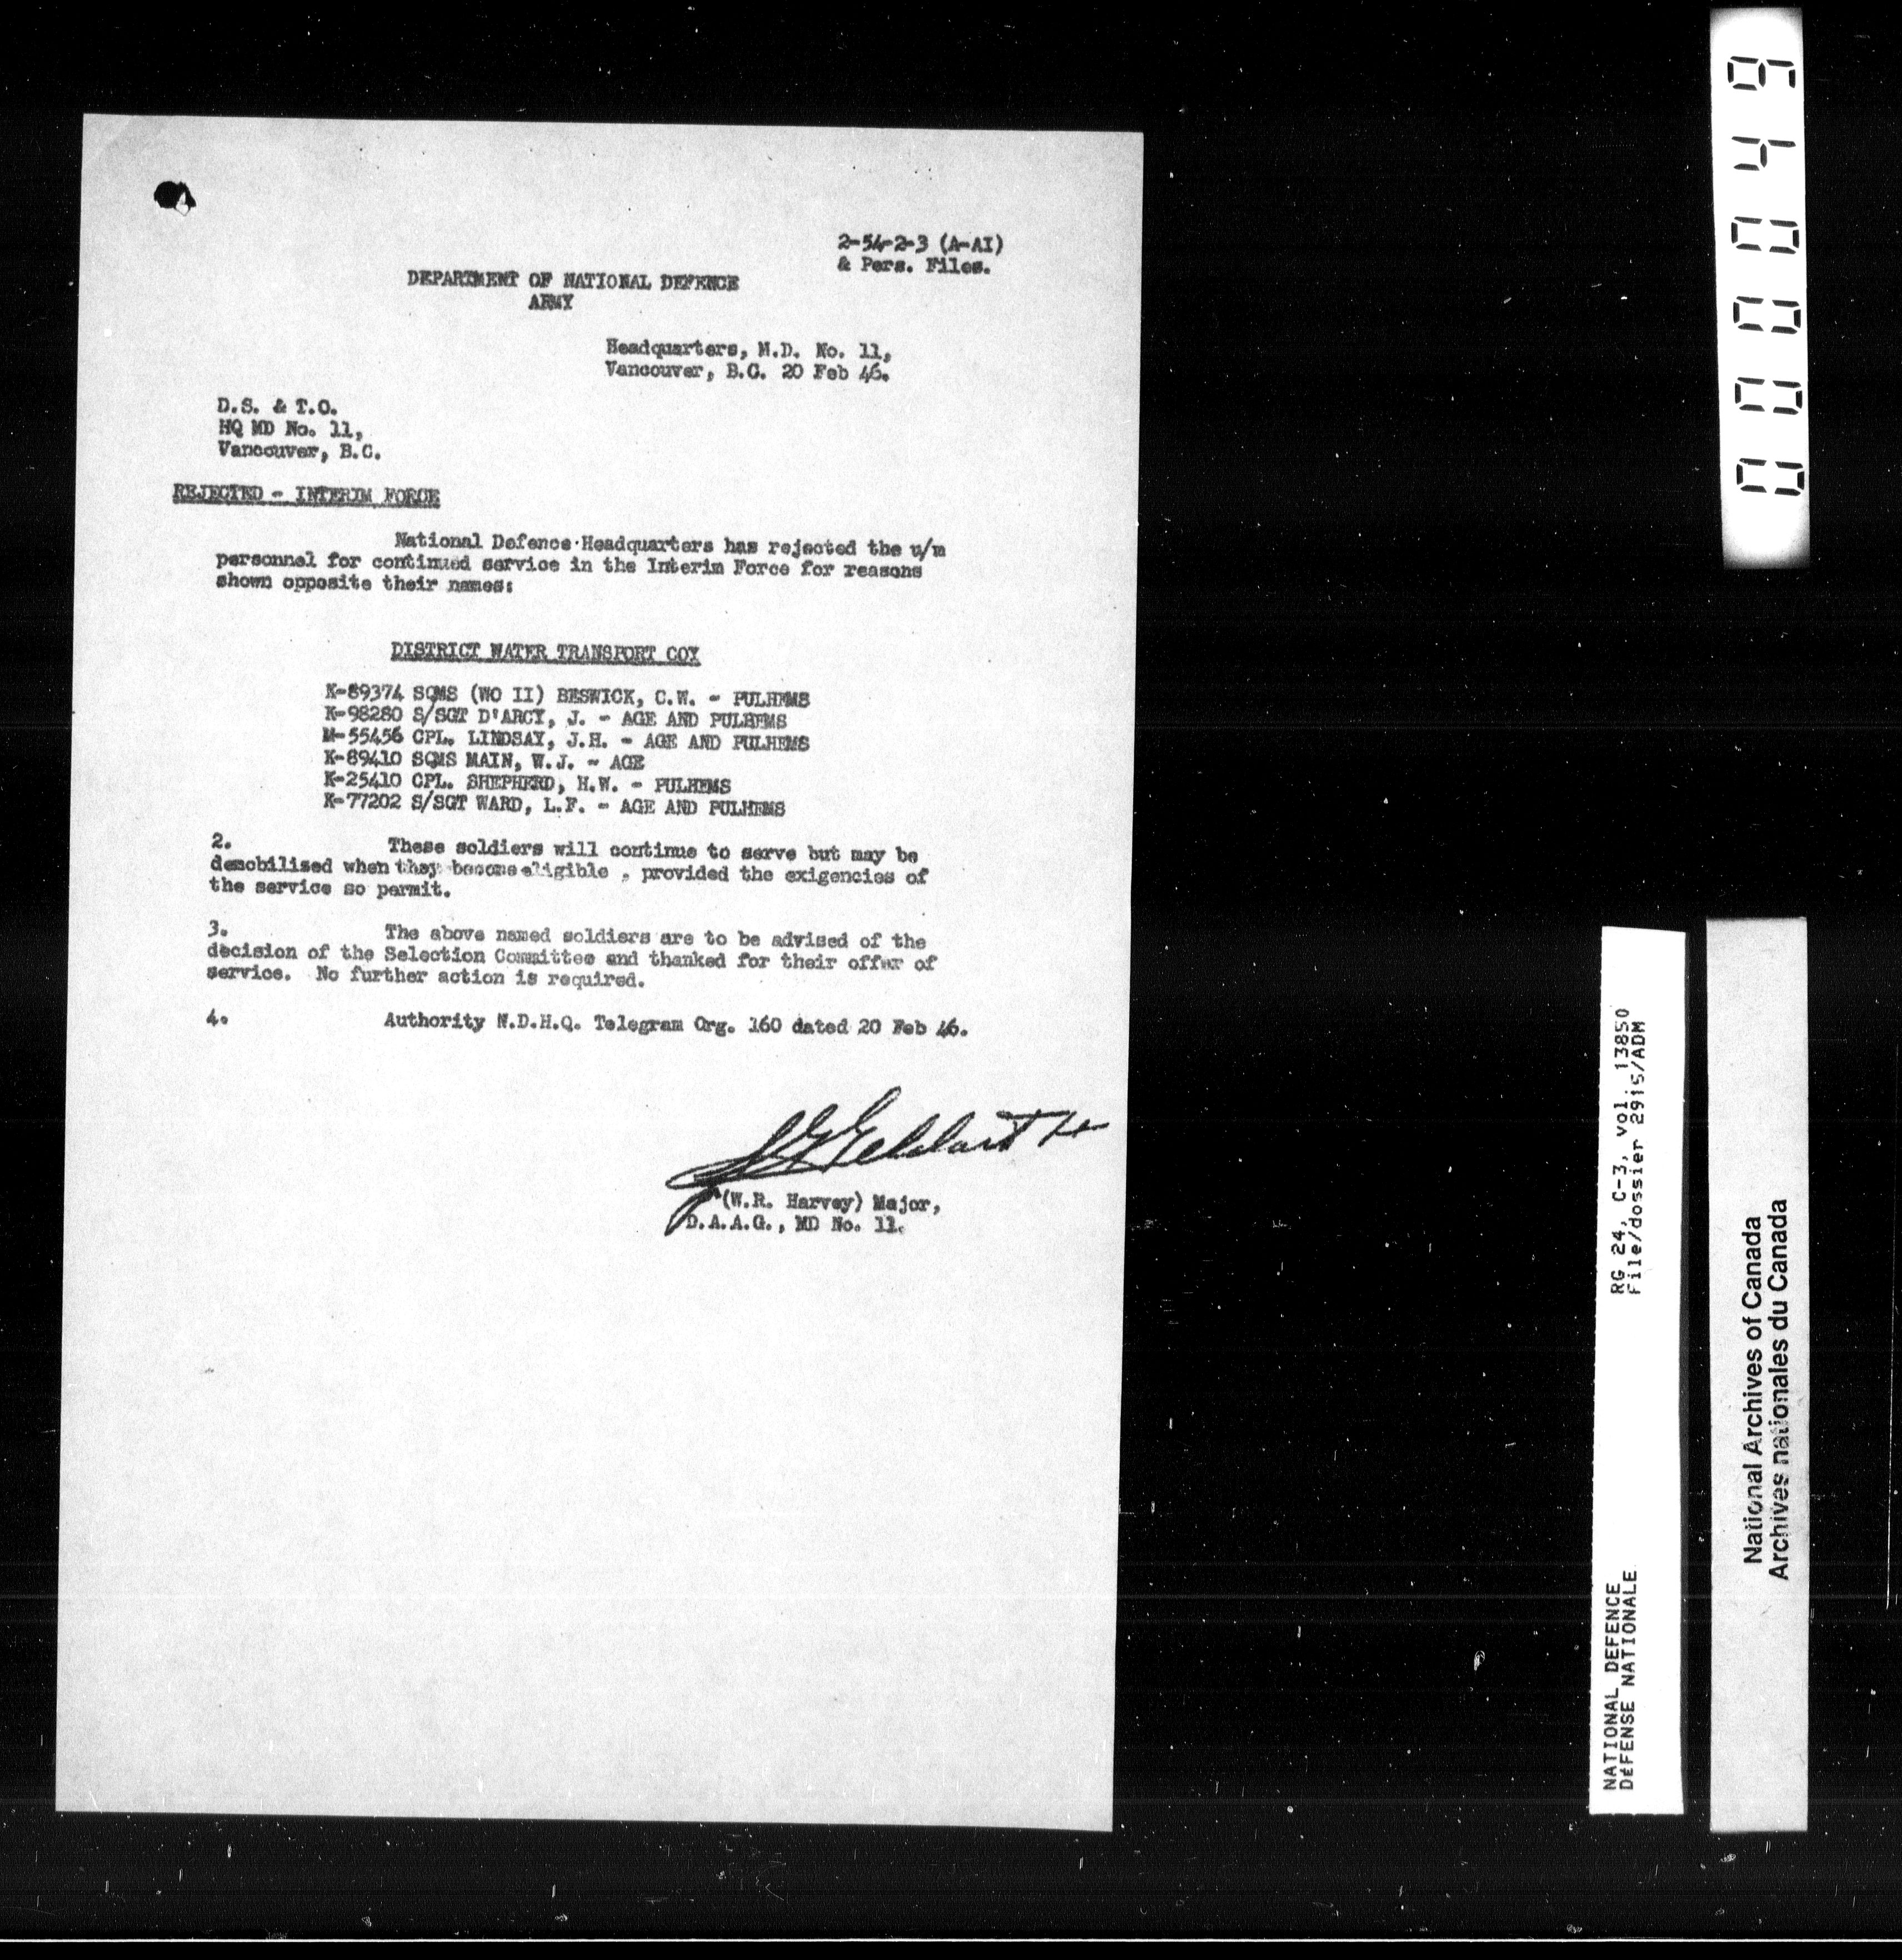 2-54-2-3 (A-AI)
& Pers. Files.
DEPARTMENT OF NATIONAL DEFENCE
ARMY
Headquarters, M.D. No. 11,
Vancouver, B.C. 20 Feb 46.
D.S. & T.O.
HQ MD No. 11,
Vancouver, B.C.
REJECTED - INTERIM FORCE
National Defence Headquarters has rejected the u/m
personnel for continued service in the Interim Force for reasons
shown opposite their names:
DISTRICT WATER TRANSPORT COY
K-89374 SQMS (WO II) BESWICK, C.W. - PULHEMS
K-98280 S/SGT D'ARCY, J. - AGE AND PULHEMS
M-55456 CPL. LINDSAY, J.H. - AGE AND PULHEMS
K-89410 SQMS MAIN, W.J. - AGE
K-25410 CPL. SHEPHERD, H.W. - PULHEMS
K-77202 S/SGT WARD, L.F. - AGE AND PULHEMS
2. These soldiers will continue to serve but may be
demobilised when they become eligible , provided the exigencies of
the service so permit.
3. The above named soldiers are to be advised of the
decision of the Selection Committee and thanked for their offer of
service. No further action is required.
4. Authority N.D.H.Q. Telegram Org. 160 dated 20 Feb 46.
(W.R. Harvey) Major,
D.A.A.G., MD No. 11.
000049
RG 24, C-3, vol. 13850
File/dossier 2915/ADM
NATIONAL DEFENCE
DÉFENSE NATIONALE
National Archives of Canada
Archives nationales du Canada